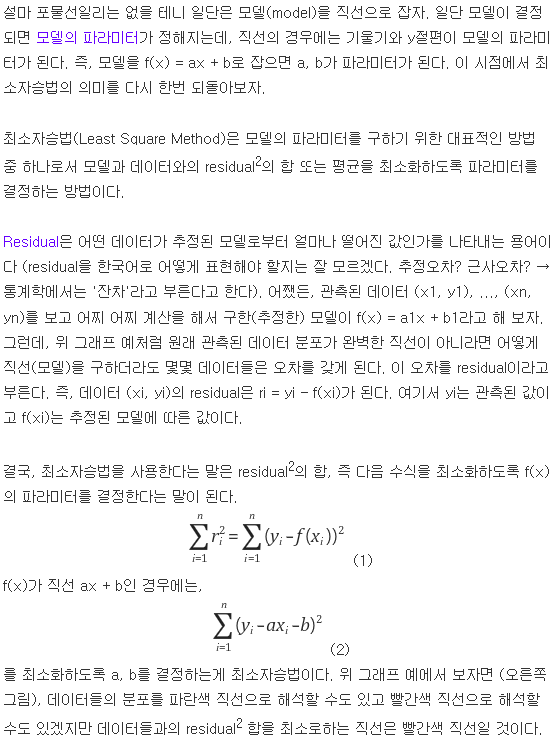 설마 포물선일리는 없을 테니 일단은 모델(model)을 직선으로 잡자. 일단 모델이 결정
되면 모델의 파라미터가 정해지는데, 직선의 경우에는 기울기와 y절편이 모델의 파라미
터가 된다. 즉, 모델을 f(x) = ax + b로 잡으면 a, b가 파라미터가 된다. 이 시점에서 최
소자승법의 의미를 다시 한번 되돌아보자.
최소자승법(Least Square Method)은 모델의 파라미터를 구하기 위한 대표적인 방법
중 하나로서 모델과 데이터와의 residual²의 합 또는 평균을 최소화하도록 파라미터를
결정하는 방법이다.
Residual은 어떤 데이터가 추정된 모델로부터 얼마나 떨어진 값인가를 나타내는 용어이
다 (residual을 한국어로 어떻게 표현해야 할지는 잘 모르겠다. 추정오차? 근사오차? →
통계학에서는 '잔차'라고 부른다고 한다). 어쨌든, 관측된 데이터 (x1, y1), ..., (xn,
yn)를 보고 어찌 어찌 계산을 해서 구한(추정한) 모델이 f(x) = a1x + b1라고 해 보자.
그런데, 위 그래프 예처럼 원래 관측된 데이터 분포가 완벽한 직선이 아니라면 어떻게
직선(모델)을 구하더라도 몇몇 데이터들은 오차를 갖게 된다. 이 오차를 residual이라고
부른다. 즉, 데이터 (xi, yi)의 residual은 ri = yi − f(xi)가 된다. 여기서 yi는 관측된 값이
고 f(xi)는 추정된 모델에 따른 값이다.
결국, 최소자승법을 사용한다는 말은 residual²의 합, 즉 다음 수식을 최소화하도록 f(x)
의 파라미터를 결정한다는 말이 된다.
∑_{i=1}^{n} r_i^2 = ∑_{i=1}^{n} (y_i - f(x_i))^2 (1)
f(x)가 직선 ax + b인 경우에는,
∑_{i=1}^{n} (y_i - ax_i - b)^2 (2)
를 최소화하도록 a, b를 결정하는게 최소자승법이다. 위 그래프 예에서 보자면 (오른쪽
그림), 데이터들의 분포를 파란색 직선으로 해석할 수도 있고 빨간색 직선으로 해석할
수도 있겠지만 데이터들과의 residual² 합을 최소로하는 직선은 빨간색 직선일 것이다.